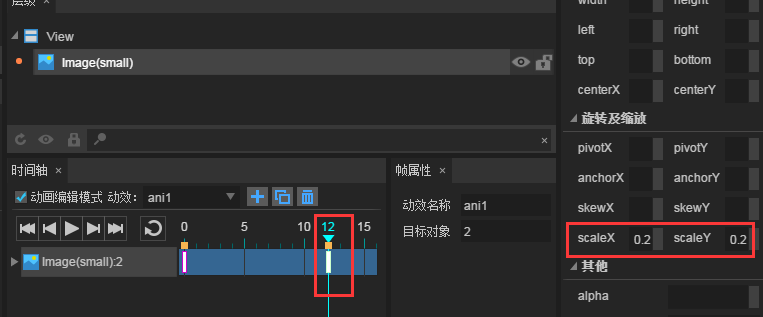 层级 ×
View
Image(small)
×
时间轴 ×
动画编辑模式 动效： ani1
0 5 10 12 15
Image(small):2
帧属性 ×
动效名称 ani1
目标对象 2
width height
left right
top bottom
centerX centerY
旋转及缩放
pivotX pivotY
anchorX anchorY
skewX skewY
scaleX 0.2 scaleY 0.2
其他
alpha